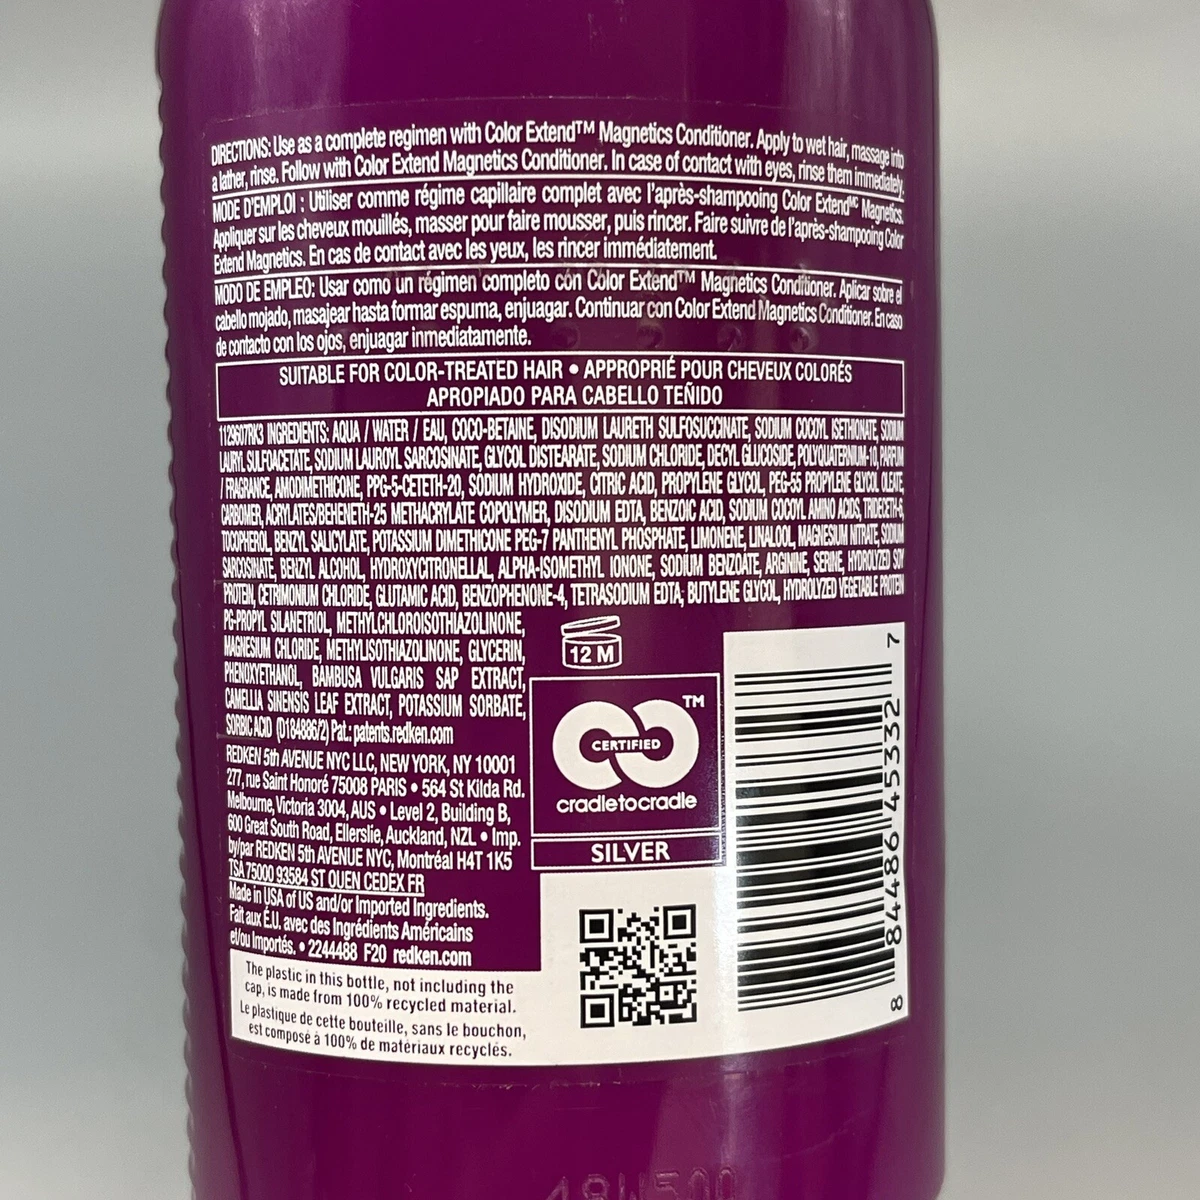 DIRECTIONS: Use as a complete regimen with Color Extend™ Magnetics Conditioner. Apply to wet hair, massage into
a lather, rinse. Follow with Color Extend Magnetics Conditioner. In case of contact with eyes, rinse them immediately.
MODE D'EMPLOI : Utiliser comme régime capillaire complet avec l'après-shampooing Color Extend MC Magnetics.
Appliquer sur les cheveux mouillés, masser pour faire mousser, puis rincer. Faire suivre de l'après-shampooing Color
Extend Magnetics. En cas de contact avec les yeux, les rincer immédiatement.
MODO DE EMPLEO: Usar como un régimen completo con Color Extend™ Magnetics Conditioner. Aplicar sobre el
cabello mojado, masajear hasta formar espuma, enjuagar. Continuar con Color Extend Magnetics Conditioner. En caso
de contacto con los ojos, enjuagar inmediatamente.
SUITABLE FOR COLOR-TREATED HAIR • APPROPRIÉ POUR CHEVEUX COLORÉS
APROPIADO PARA CABELLO TEÑIDO
1129607RK3 INGREDIENTS: AQUA / WATER / EAU, COCO-BETAINE, DISODIUM LAURETH SULFOSUCCINATE, SODIUM COCOYL ISETHIONATE, SODIUM
LAURYL SULFOACETATE, SODIUM LAUROYL SARCOSINATE, GLYCOL DISTEARATE, SODIUM CHLORIDE, DECYL GLUCOSIDE, POLYQUATERNIUM-10, PARFUM
/ FRAGRANCE, AMODIMETHICONE, PPG-5-CETETH-20, SODIUM HYDROXIDE, CITRIC ACID, PROPYLENE GLYCOL, PEG-55 PROPYLENE GLYCOL OLEATE,
CARBOMER, ACRYLATES/BEHENETH-25 METHACRYLATE COPOLYMER, DISODIUM EDTA, BENZOIC ACID, SODIUM COCOYL AMINO ACIDS, TRIDECETH-6,
TOCOPHEROL, BENZYL SALICYLATE, POTASSIUM DIMETHICONE PEG-7 PANTHENYL PHOSPHATE, LIMONENE, LINALOOL, MAGNESIUM NITRATE, SODIUM
SARCOSINATE, BENZYL ALCOHOL, HYDROXYCITRONELLAL, ALPHA-ISOMETHYL IONONE, SODIUM BENZOATE, ARGININE, SERINE, HYDROLYZED SOY
PROTEIN, CETRIMONIUM CHLORIDE, GLUTAMIC ACID, BENZOPHENONE-4, TETRASODIUM EDTA, BUTYLENE GLYCOL, HYDROLYZED VEGETABLE PROTEIN
PG-PROPYL SILANETRIOL, METHYLCHLOROISOTHIAZOLINONE,
MAGNESIUM CHLORIDE, METHYLISOTHIAZOLINONE, GLYCERIN,
PHENOXYETHANOL, BAMBUSA VULGARIS SAP EXTRACT,
CAMELLIA SINENSIS LEAF EXTRACT, POTASSIUM SORBATE,
SORBIC ACID (D184886/2) Pat.: patents.redken.com
REDKEN 5th AVENUE NYC LLC, NEW YORK, NY 10001
277, rue Saint Honoré 75008 PARIS • 564 St Kilda Rd.
Melbourne, Victoria 3004, AUS • Level 2, Building B,
600 Great South Road, Ellerslie, Auckland, NZL • Imp.
by/par REDKEN 5th AVENUE NYC, Montréal H4T 1K5
TSA 75000 93584 ST OUEN CEDEX FR
Made in USA of US and/or Imported Ingredients.
Fait aux É.U. avec des Ingrédients Américains
et/ou Importés. • 2244488 F20 redken.com
The plastic in this bottle, not including the
cap, is made from 100% recycled material.
Le plastique de cette bouteille, sans le bouchon,
est composé à 100% de matériaux recyclés.
12 M
TM
CERTIFIED
cradletocradle
SILVER
8 84486 45332 7
48W500